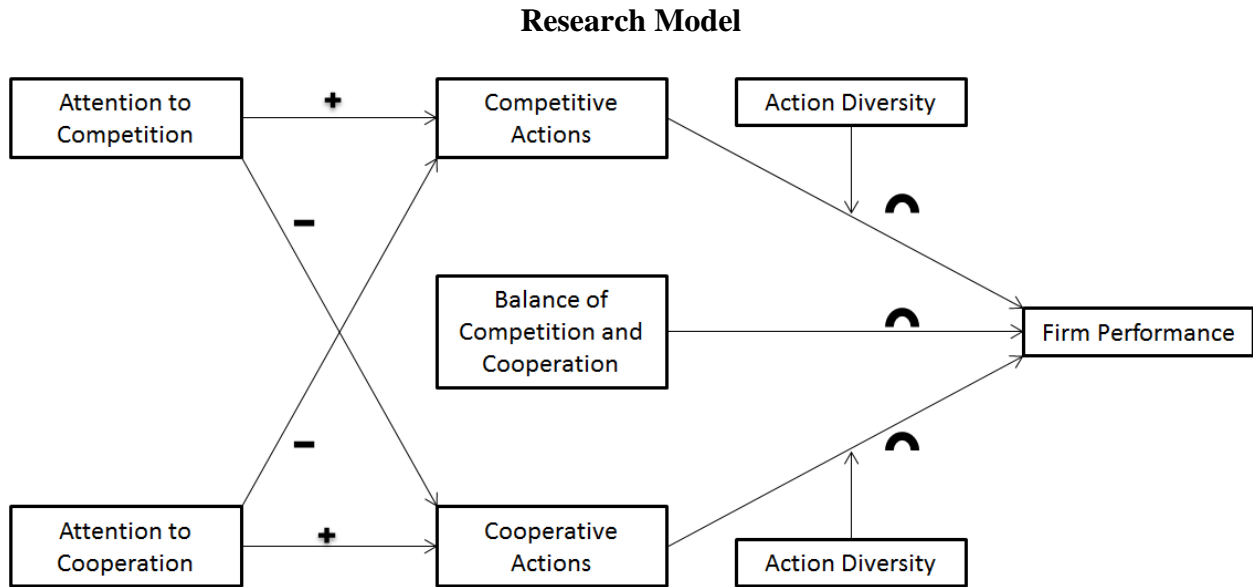 Research Model
Attention to
Competition
+
Competitive
Actions
Action Diversity
–
Balance of
Competition and
Cooperation
Firm Performance
–
Attention to
Cooperation
+
Cooperative
Actions
Action Diversity